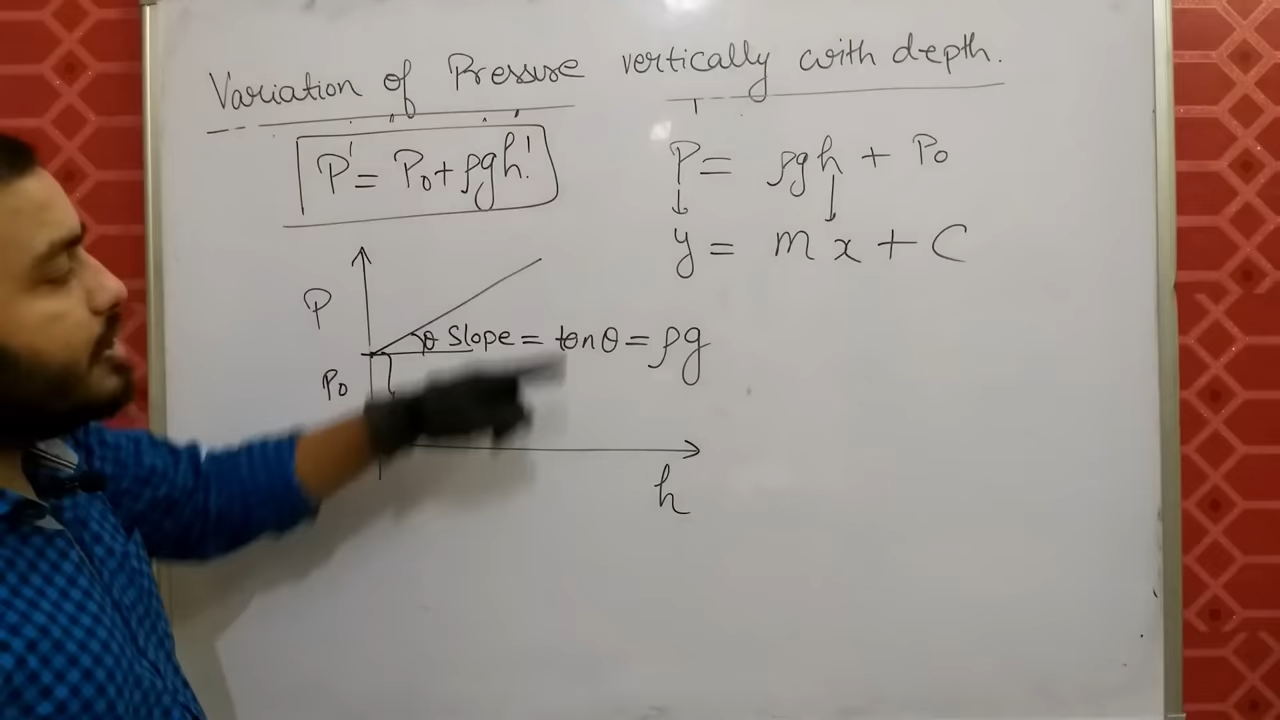 Variation of Pressure vertically with depth.
P' = P₀ + ρgh'
P = ρgh + P₀
y = mx + C
P
θ Slope = tanθ = ρg
P₀
h